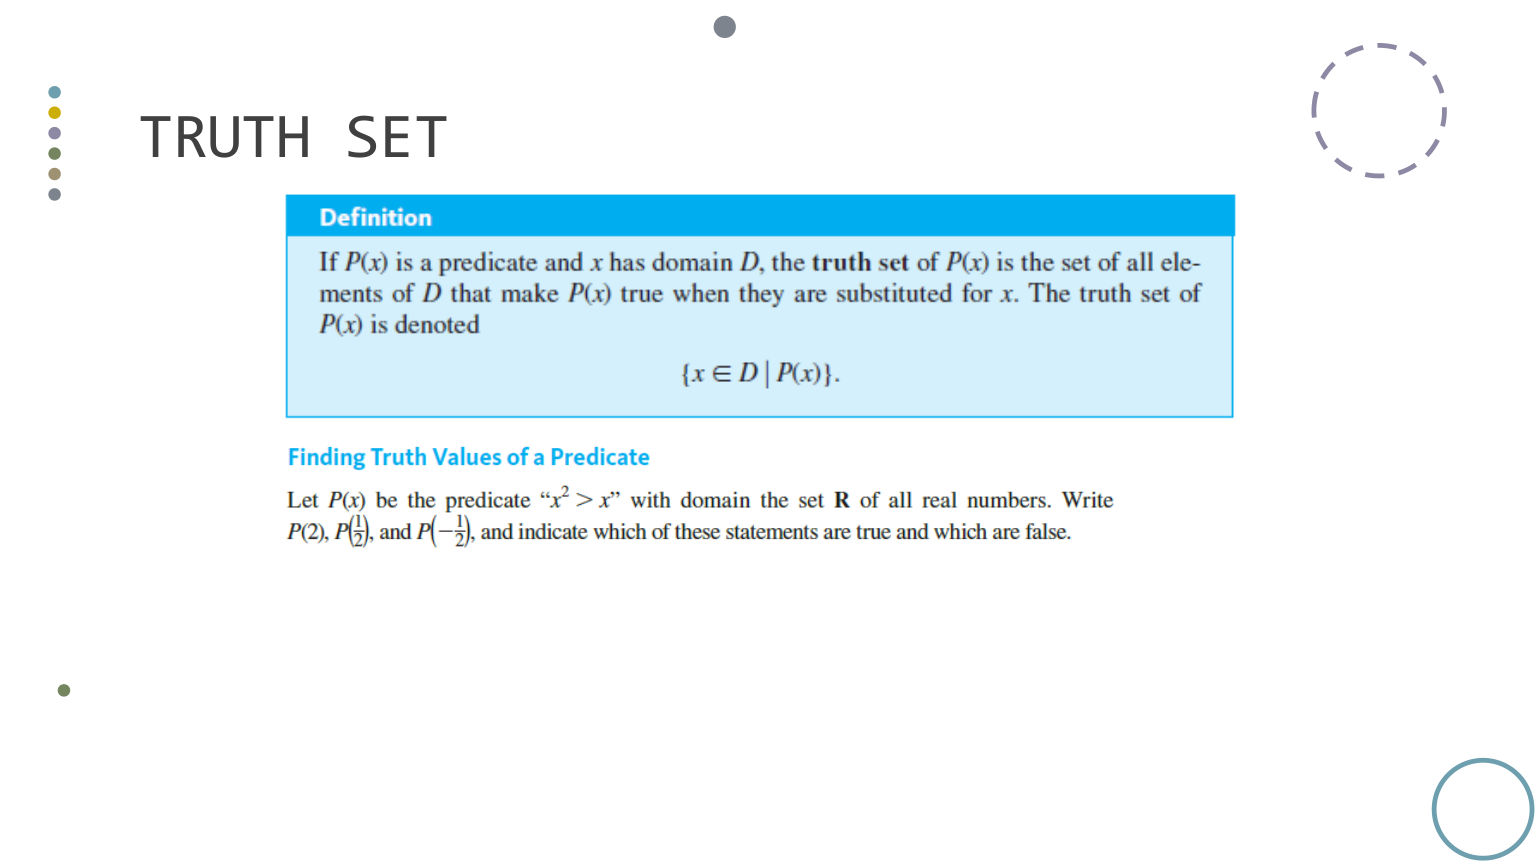 TRUTH SET
Definition
If P(x) is a predicate and x has domain D, the truth set of P(x) is the set of all ele-
ments of D that make P(x) true when they are substituted for x. The truth set of
P(x) is denoted
{x ∈ D | P(x)}.
Finding Truth Values of a Predicate
Let P(x) be the predicate “x² > x” with domain the set R of all real numbers. Write
P(2), P(1/2), and P(−1/2), and indicate which of these statements are true and which are false.